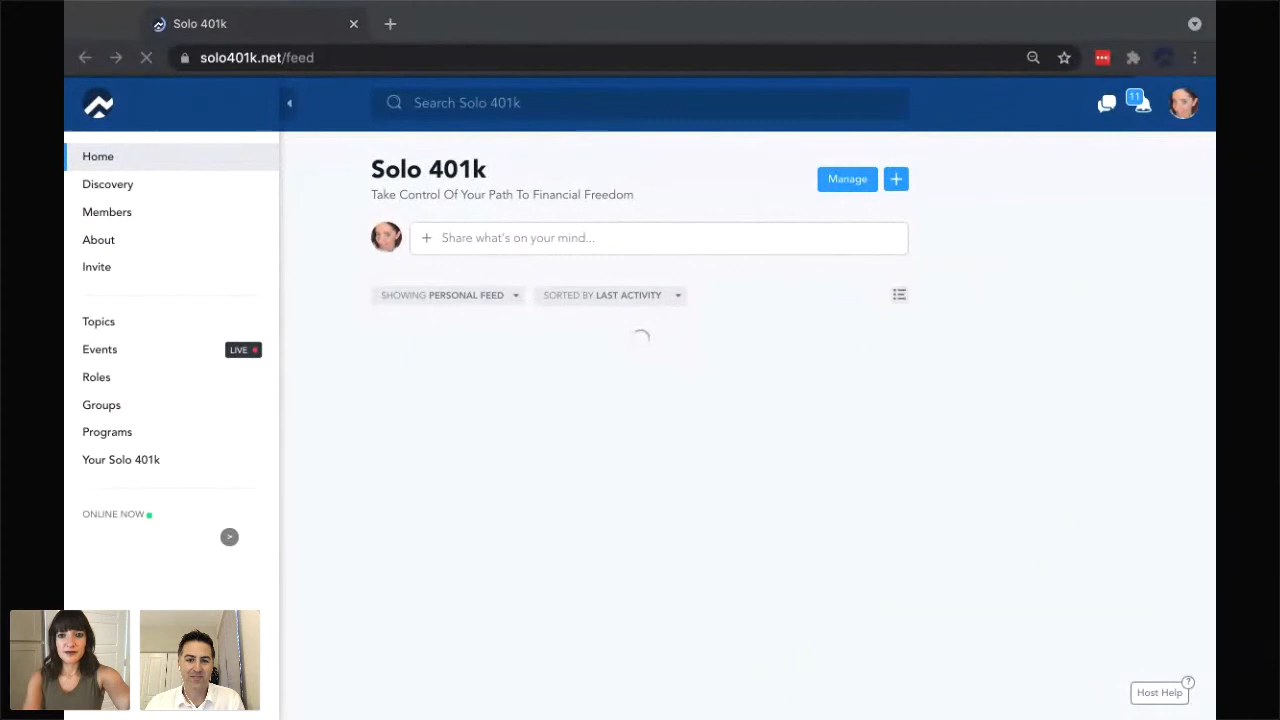 Solo 401k
solo401k.net/feed
Search Solo 401k
11
Home
Discovery
Members
About
Invite
Topics
Events
LIVE
Roles
Groups
Programs
Your Solo 401k
ONLINE NOW
>
Solo 401k
Take Control Of Your Path To Financial Freedom
Manage
+
+ Share what's on your mind...
SHOWING PERSONAL FEED
SORTED BY LAST ACTIVITY
Host Help
?